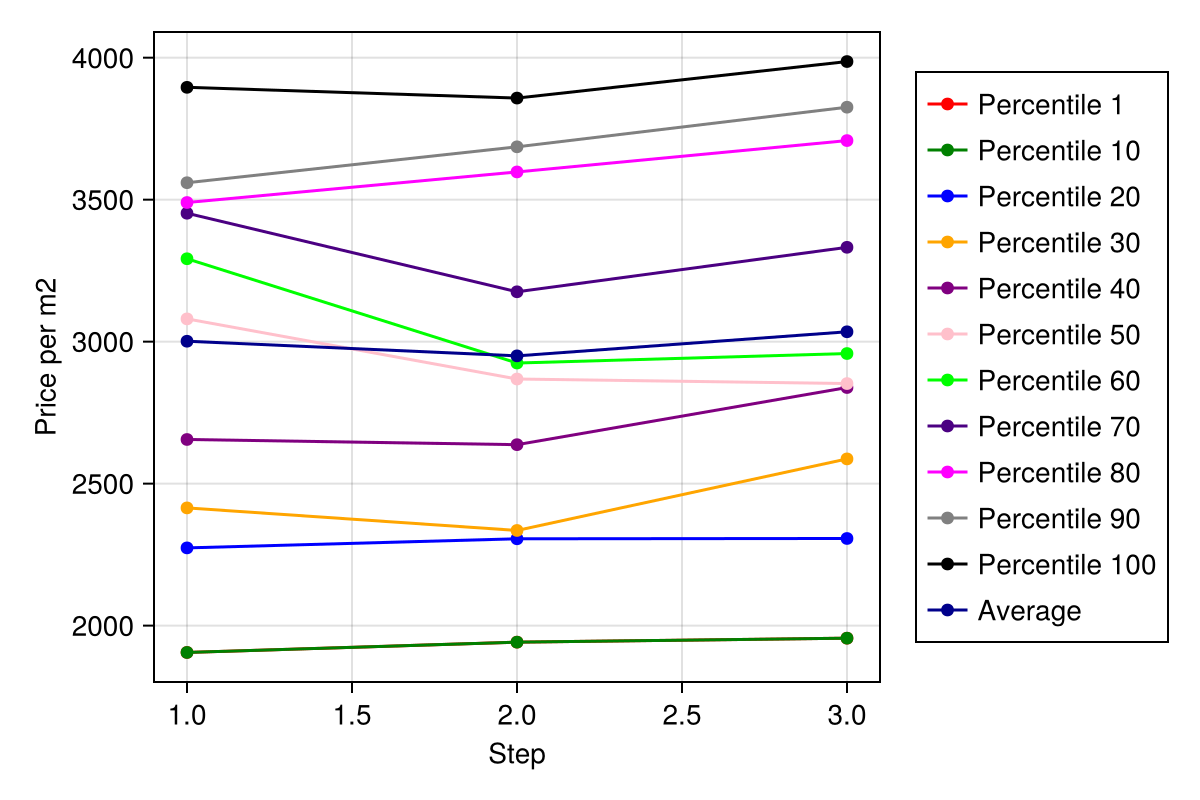 4000
3500
3000
2500
2000
Price per m2
1.0
1.5
2.0
2.5
3.0
Step
Percentile 1
Percentile 10
Percentile 20
Percentile 30
Percentile 40
Percentile 50
Percentile 60
Percentile 70
Percentile 80
Percentile 90
Percentile 100
Average